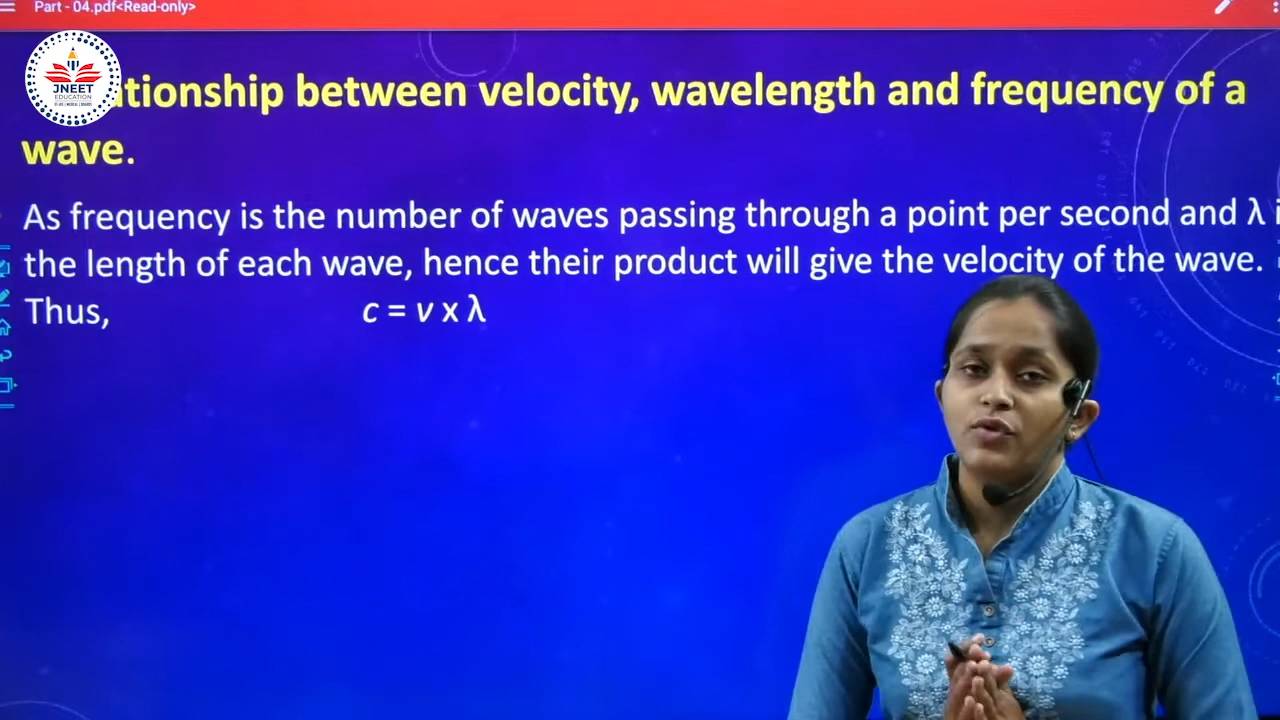 Part - 04.pdf<Read-only>
JNEET
EDUCATION
ationship between velocity, wavelength and frequency of a
wave.
As frequency is the number of waves passing through a point per second and λ i
the length of each wave, hence their product will give the velocity of the wave.
Thus, c = v x λ